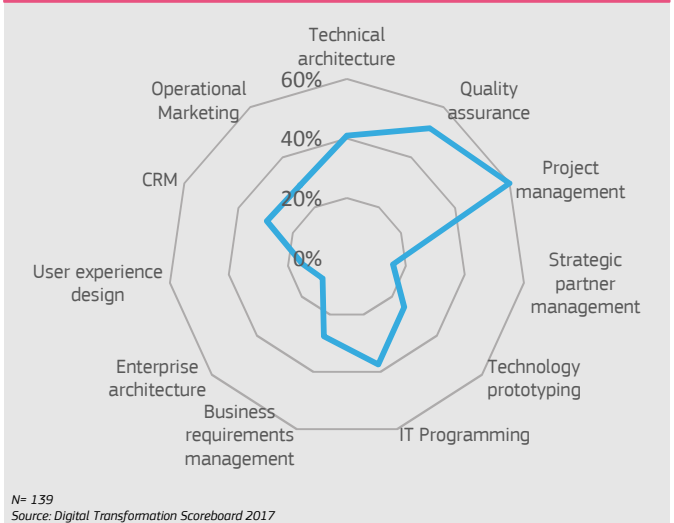 Technical
architecture
Quality
assurance
Project
management
Strategic
partner
management
Technology
prototyping
IT Programming
Business
requirements
management
Enterprise
architecture
User experience
design
CRM
Operational
Marketing
60%
40%
20%
0%
N= 139
Source: Digital Transformation Scoreboard 2017